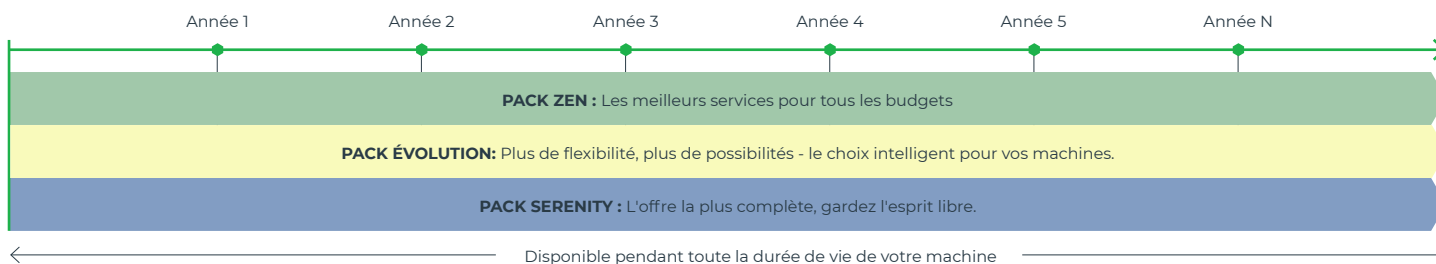 Année 1 Année 2 Année 3 Année 4 Année 5 Année N
PACK ZEN : Les meilleurs services pour tous les budgets
PACK ÉVOLUTION: Plus de flexibilité, plus de possibilités - le choix intelligent pour vos machines.
PACK SERENITY : L'offre la plus complète, gardez l'esprit libre.
Disponible pendant toute la durée de vie de votre machine